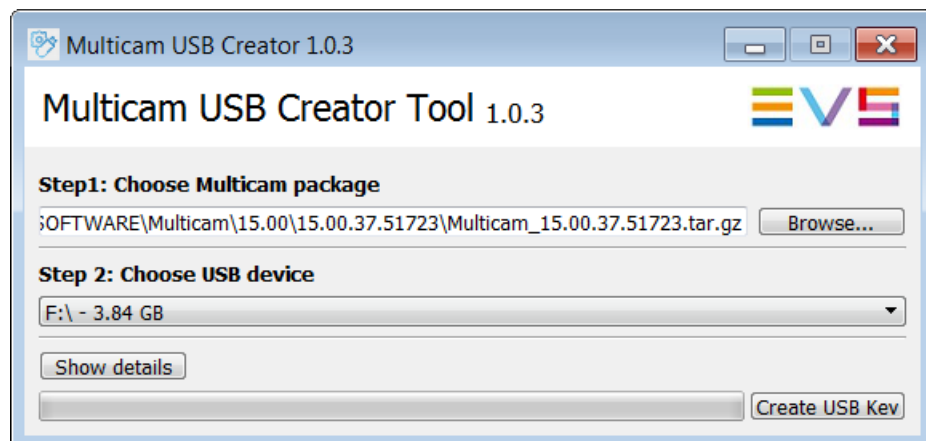 Multicam USB Creator 1.0.3
Multicam USB Creator Tool 1.0.3
EVS
Step1: Choose Multicam package
SOFTWARE\Multicam\15.00\15.00.37.51723\Multicam_15.00.37.51723.tar.gz
Browse...
Step 2: Choose USB device
F:\ - 3.84 GB
Show details
Create USB Key